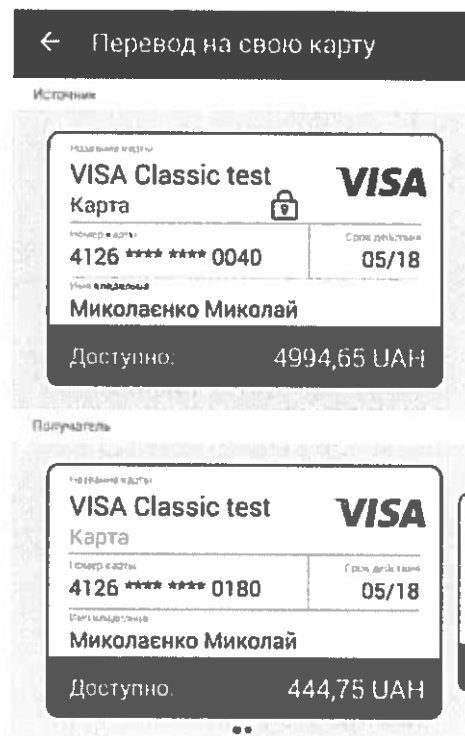 ← Перевод на свою карту
Источник
Название карты
VISA Classic test
VISA
Карта
Номер карты
Срок действия
4126 **** **** 0040
05/18
Имя владельца
Миколаєнко Миколай
Доступно:
4994,65 UAH
Получатель
Название карты
VISA Classic test
VISA
Карта
Номер карты
Срок действия
4126 **** **** 0180
05/18
Имя владельца
Миколаєнко Миколай
Доступно:
444,75 UAH